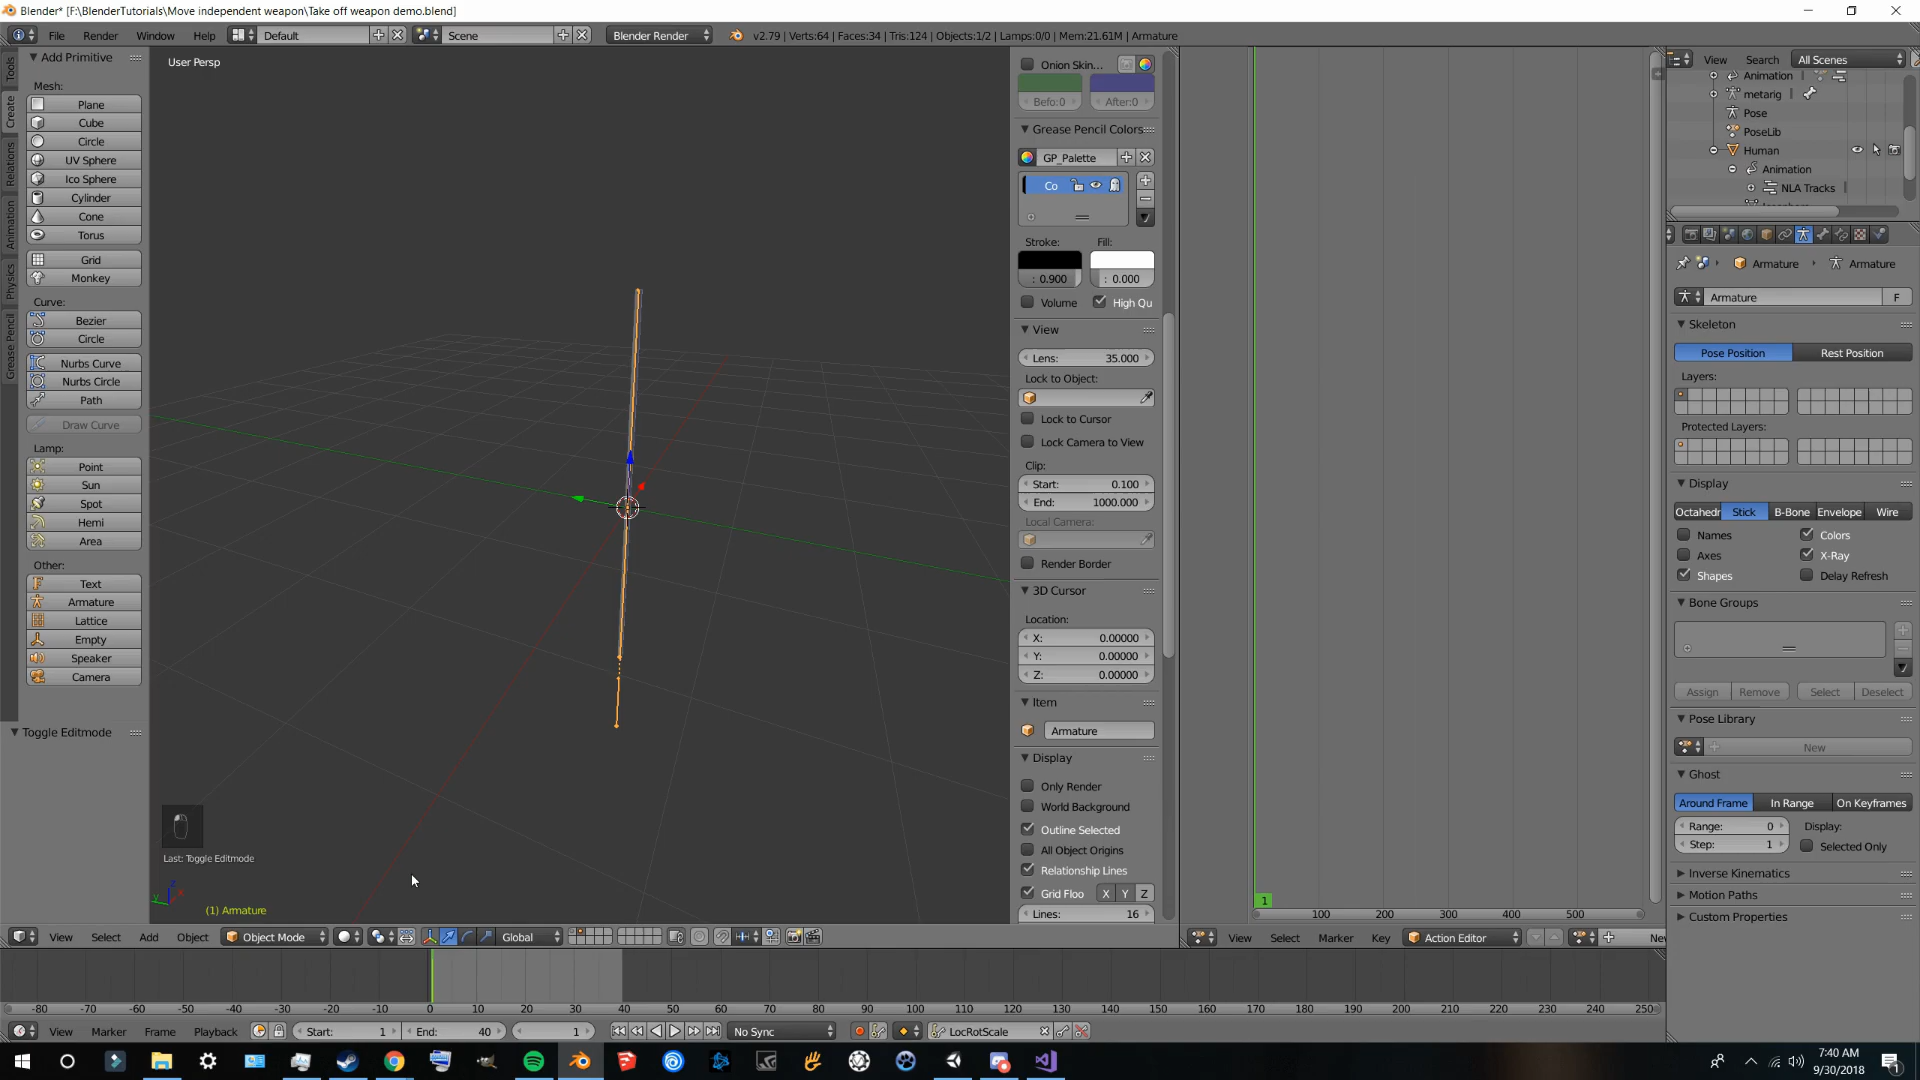 Blender* [F:\BlenderTutorials\Move independent weapon\Take off weapon demo.blend]
File Render Window Help Default Scene Blender Render v2.79 | Verts:64 | Faces:34 | Tris:124 | Objects:1/2 | Lamps:0/0 | Mem:21.61M | Armature
Tools
Create
Relations
Animation
Physics
Grease Pencil
Add Primitive
Mesh:
Plane
Cube
Circle
UV Sphere
Ico Sphere
Cylinder
Cone
Torus
Grid
Monkey
Curve:
Bezier
Circle
Nurbs Curve
Nurbs Circle
Path
Draw Curve
Lamp:
Point
Sun
Spot
Hemi
Area
Other:
Text
Armature
Lattice
Empty
Speaker
Camera
Toggle Editmode
User Persp
Last: Toggle Editmode
(1) Armature
Onion Skin...
Befo:0 After:0
Grease Pencil Colors
GP_Palette
Co
Stroke: Fill:
: 0.900 : 0.000
Volume High Qu
View
Lens: 35.000
Lock to Object:
Lock to Cursor
Lock Camera to View
Clip:
Start: 0.100
End: 1000.000
Local Camera:
Render Border
3D Cursor
Location:
X: 0.00000
Y: 0.00000
Z: 0.00000
Item
Armature
Display
Only Render
World Background
Outline Selected
All Object Origins
Relationship Lines
Grid Floo X Y Z
Lines: 16
View Select Add Object Object Mode Global
1
100 200 300 400 500
View Select Marker Key Action Editor New
View Search All Scenes
Animation
metarig
Pose
PoseLib
Human
Animation
NLA Tracks
Armature Armature
Armature F
Skeleton
Pose Position Rest Position
Layers:
Protected Layers:
Display
Octahedr Stick B-Bone Envelope Wire
Names Colors
Axes X-Ray
Shapes Delay Refresh
Bone Groups
Assign Remove Select Deselect
Pose Library
New
Ghost
Around Frame In Range On Keyframes
Range: 0 Display:
Step: 1 Selected Only
Inverse Kinematics
Motion Paths
Custom Properties
-80 -70 -60 -50 -40 -30 -20 -10 0 10 20 30 40 50 60 70 80 90 100 110 120 130 140 150 160 170 180 190 200 210 220 230 240 250
View Marker Frame Playback Start: 1 End: 40 1 No Sync LocRotScale
7:40 AM
9/30/2018
1